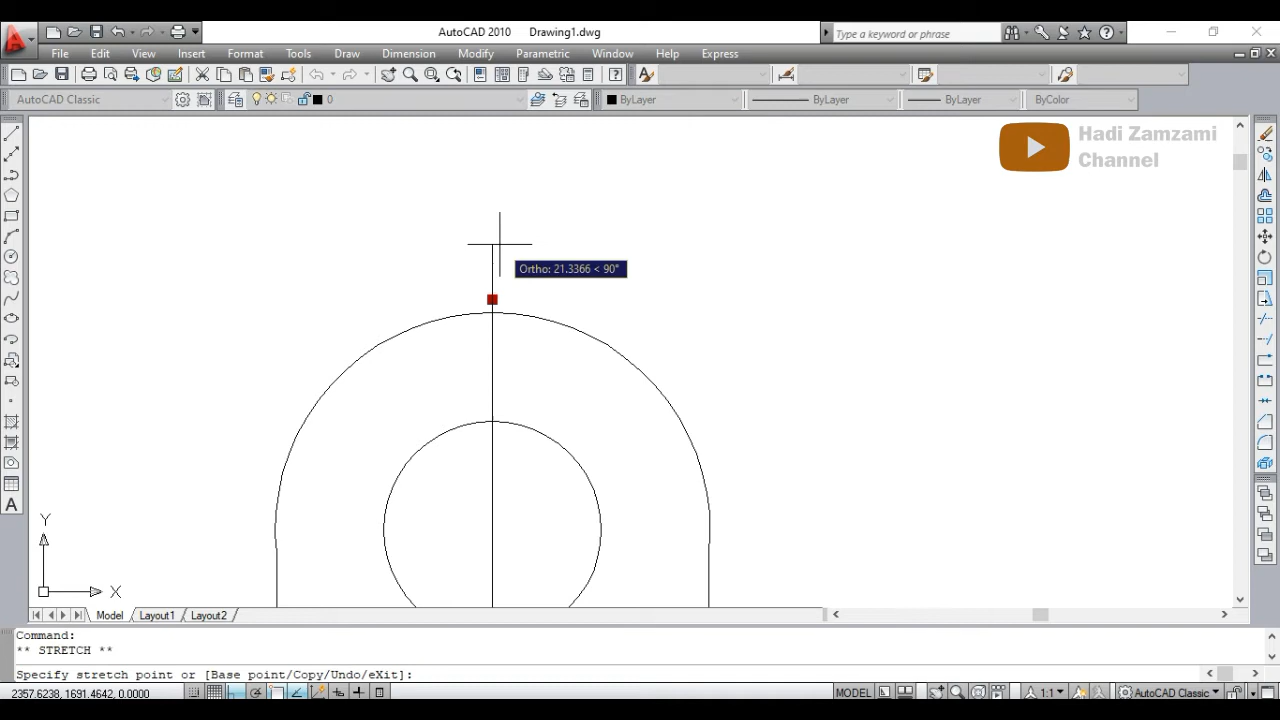 AutoCAD 2010 Drawing1.dwg
Type a keyword or phrase
File Edit View Insert Format Tools Draw Dimension Modify Parametric Window Help Express
AutoCAD Classic
0
ByLayer
ByLayer
ByLayer
ByColor
Hadi Zamzami
Channel
Ortho: 21.3366 < 90°
Y
X
Model Layout1 Layout2
Command:
** STRETCH **
Specify stretch point or [Base point/Copy/Undo/eXit]:
2357.6238, 1691.4642, 0.0000
MODEL
1:1
AutoCAD Classic